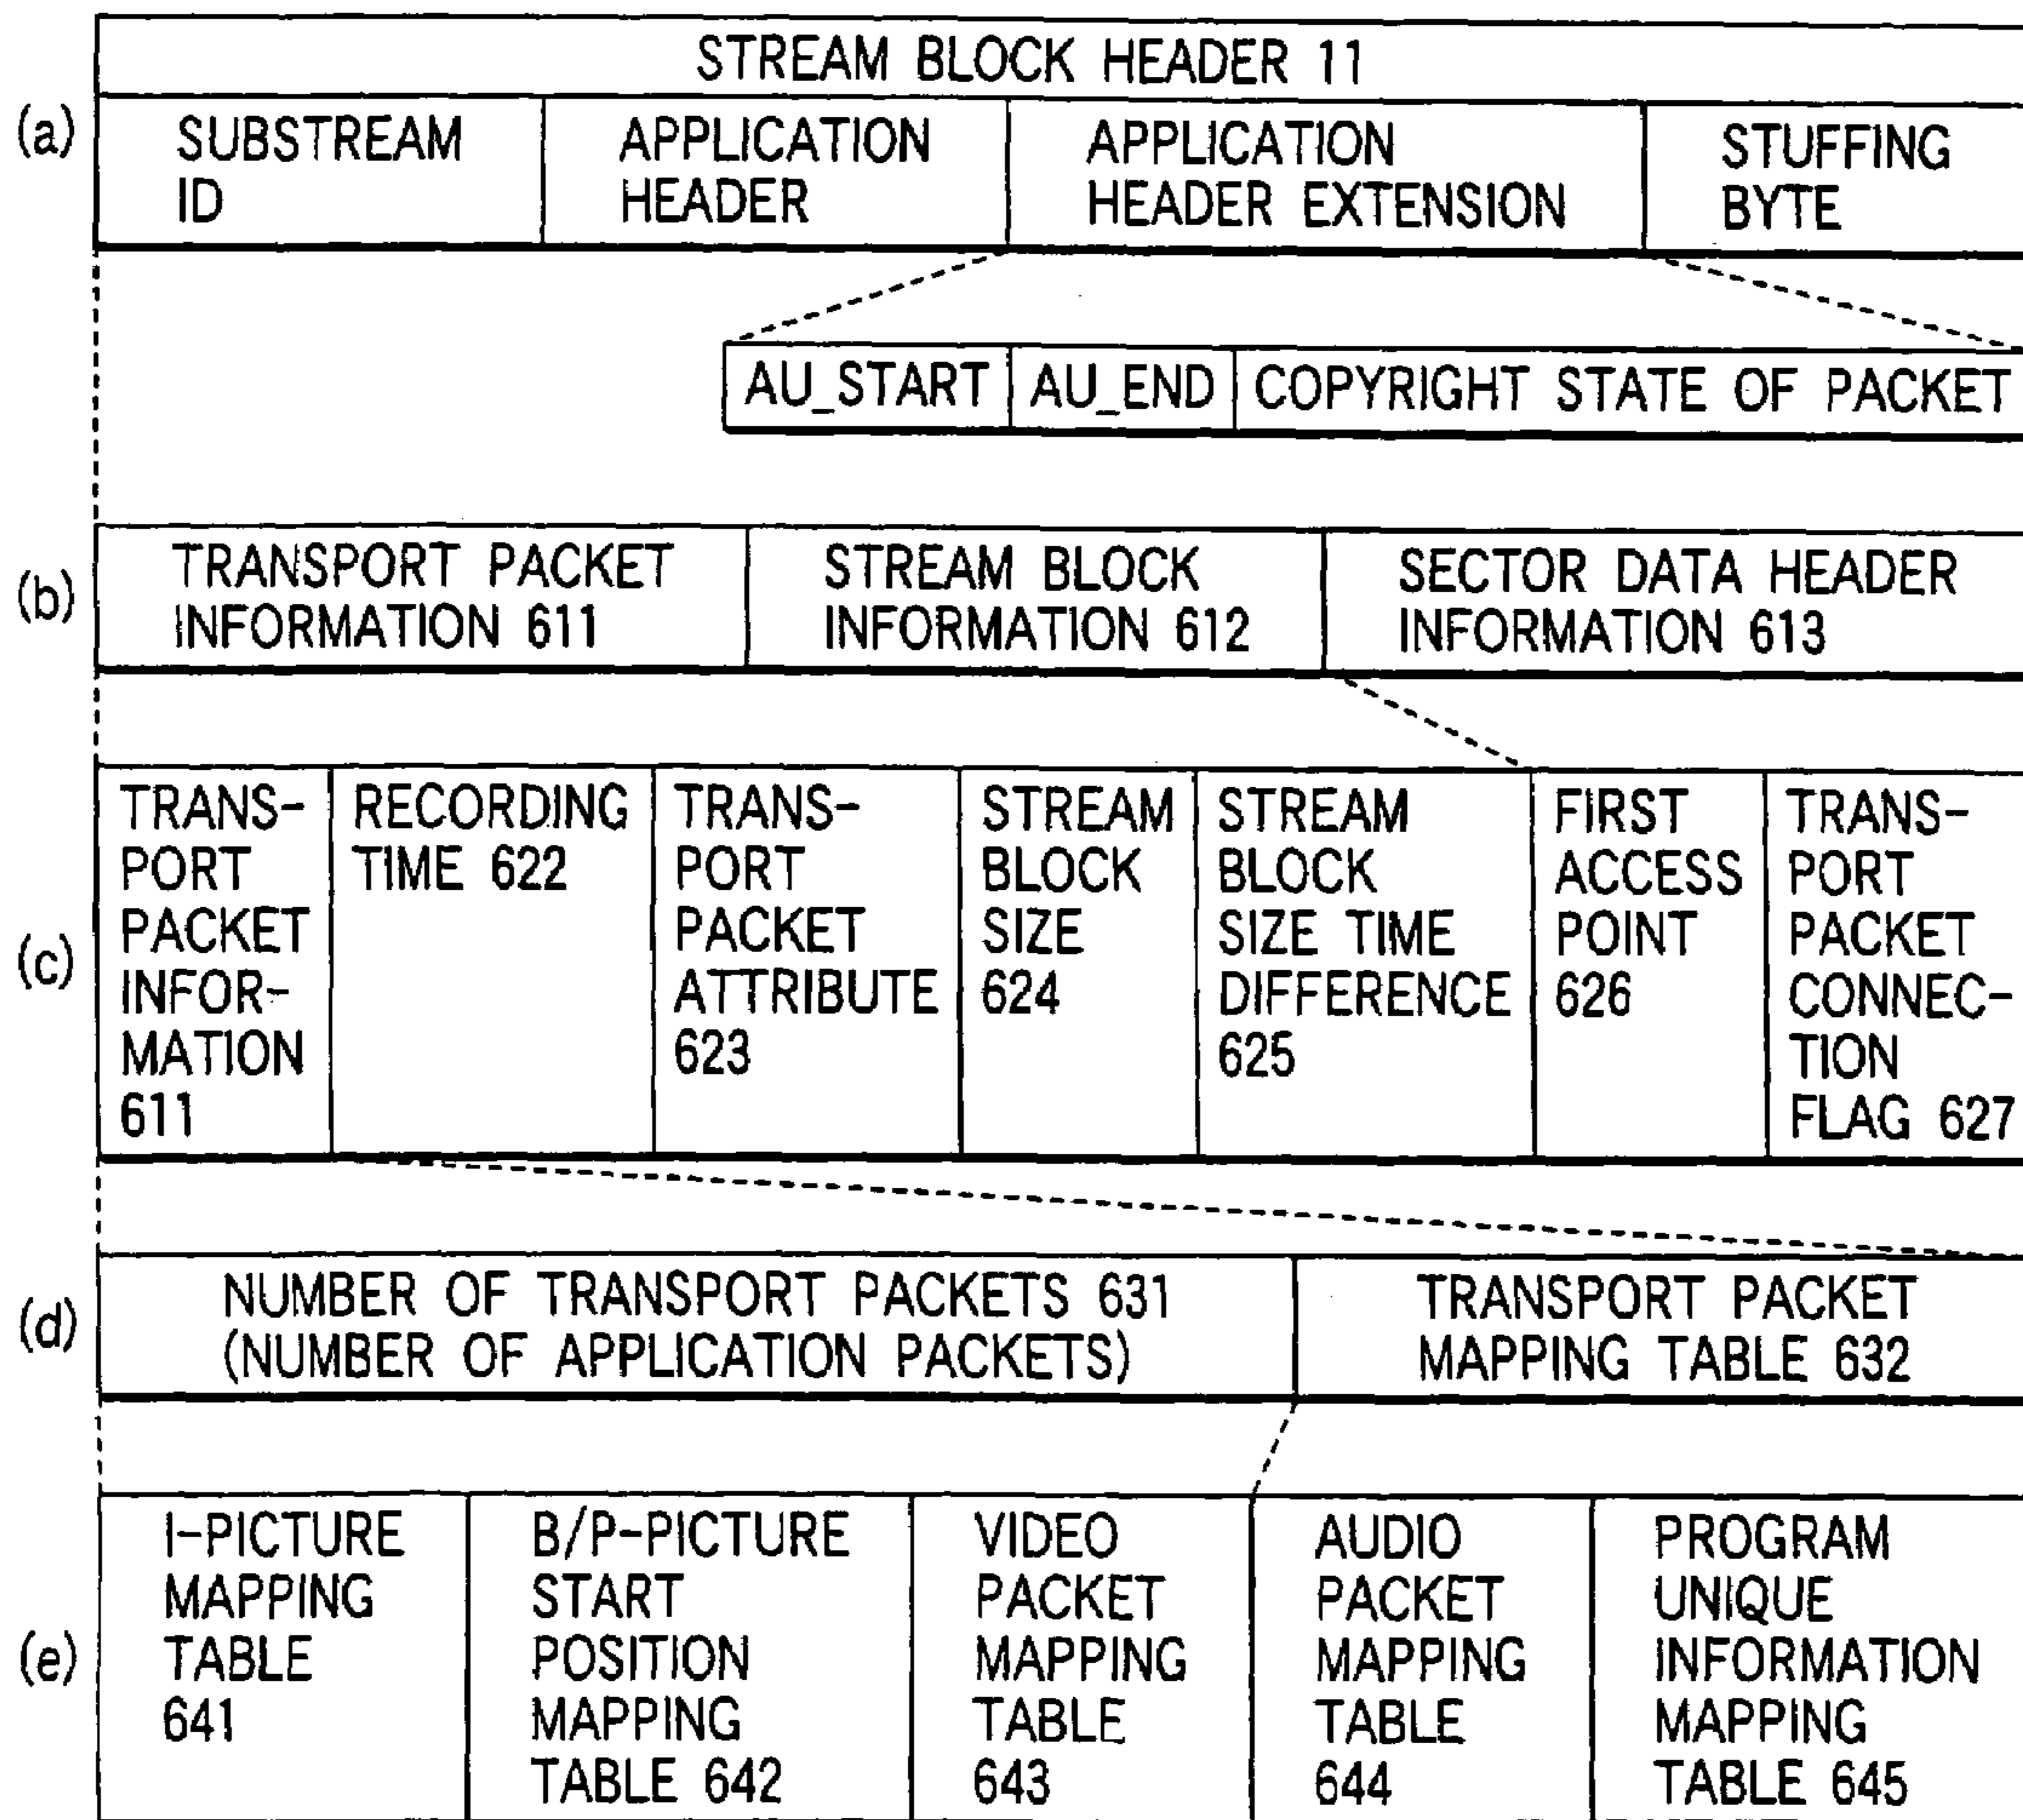 STREAM BLOCK HEADER 11
(a)
SUBSTREAM
ID
APPLICATION
HEADER
APPLICATION
HEADER EXTENSION
STUFFING
BYTE
AU_START
AU_END
COPYRIGHT STATE OF PACKET
(b)
TRANSPORT PACKET
INFORMATION 611
STREAM BLOCK
INFORMATION 612
SECTOR DATA HEADER
INFORMATION 613
(c)
TRANS-
PORT
PACKET
INFOR-
MATION
611
RECORDING
TIME 622
TRANS-
PORT
PACKET
ATTRIBUTE
623
STREAM
BLOCK
SIZE
624
STREAM
BLOCK
SIZE TIME
DIFFERENCE
625
FIRST
ACCESS
POINT
626
TRANS-
PORT
PACKET
CONNEC-
TION
FLAG 627
(d)
NUMBER OF TRANSPORT PACKETS 631
(NUMBER OF APPLICATION PACKETS)
TRANSPORT PACKET
MAPPING TABLE 632
(e)
I-PICTURE
MAPPING
TABLE
641
B/P-PICTURE
START
POSITION
MAPPING
TABLE 642
VIDEO
PACKET
MAPPING
TABLE
643
AUDIO
PACKET
MAPPING
TABLE
644
PROGRAM
UNIQUE
INFORMATION
MAPPING
TABLE 645